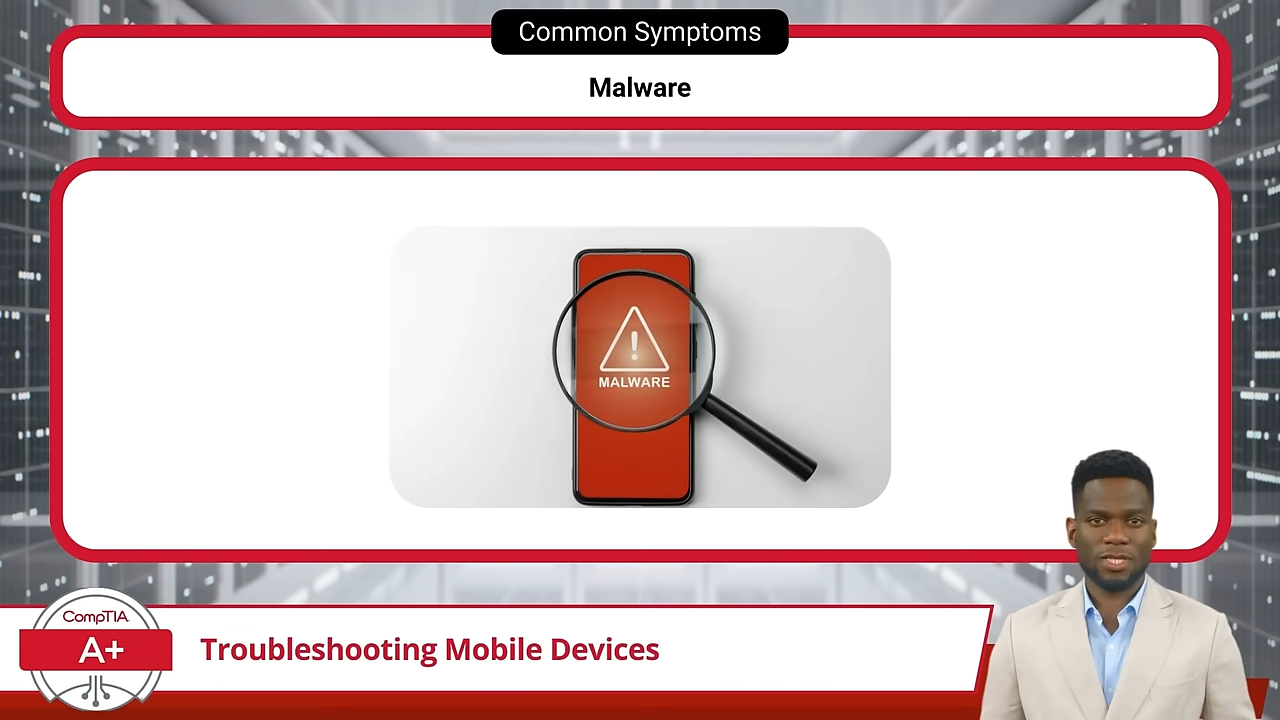 Common Symptoms
Malware
!
MALWARE
CompTIA
A+
Troubleshooting Mobile Devices